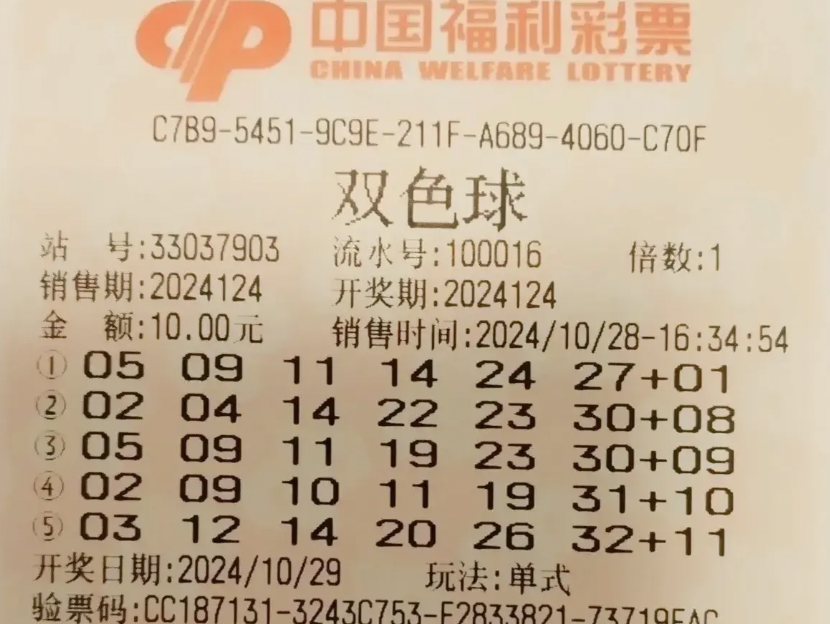 中国福利彩票
CHINA WELFARE LOTTERY
C7B9-5451-9C9E-211F-A689-4060-C70F
双色球
站 号:33037903 流水号:100016 倍数:1
销售期:2024124 开奖期:2024124
金 额:10.00元 销售时间:2024/10/28-16:34:54
① 05 09 11 14 24 27+01
② 02 04 14 22 23 30+08
③ 05 09 11 19 23 30+09
④ 02 09 10 11 19 31+10
⑤ 03 12 14 20 26 32+11
开奖日期:2024/10/29 玩法:单式
验票码:CC187131-3243C753-E2833821-73719EAC